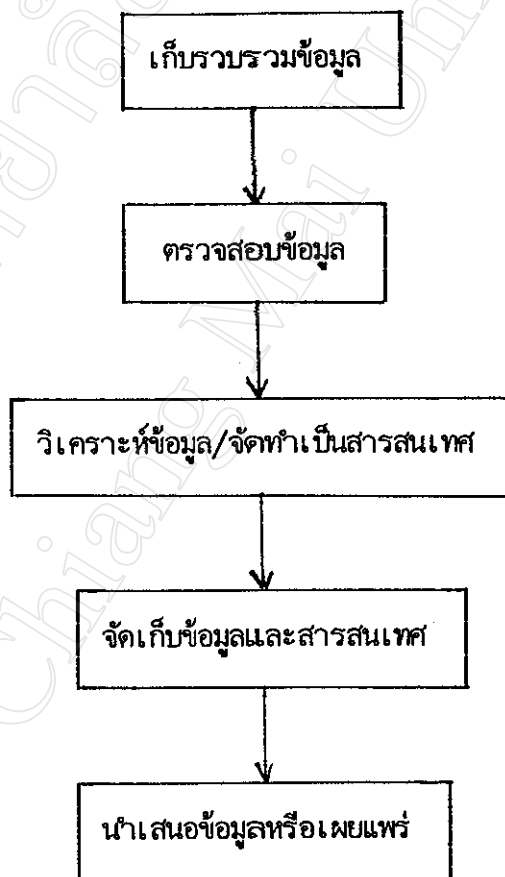 เก็บรวบรวมข้อมูล
ตรวจสอบข้อมูล
วิเคราะห์ข้อมูล/จัดทำเป็นสารสนเทศ
จัดเก็บข้อมูลและสารสนเทศ
นำเสนอข้อมูลหรือเผยแพร่
Chiang Mai Uni